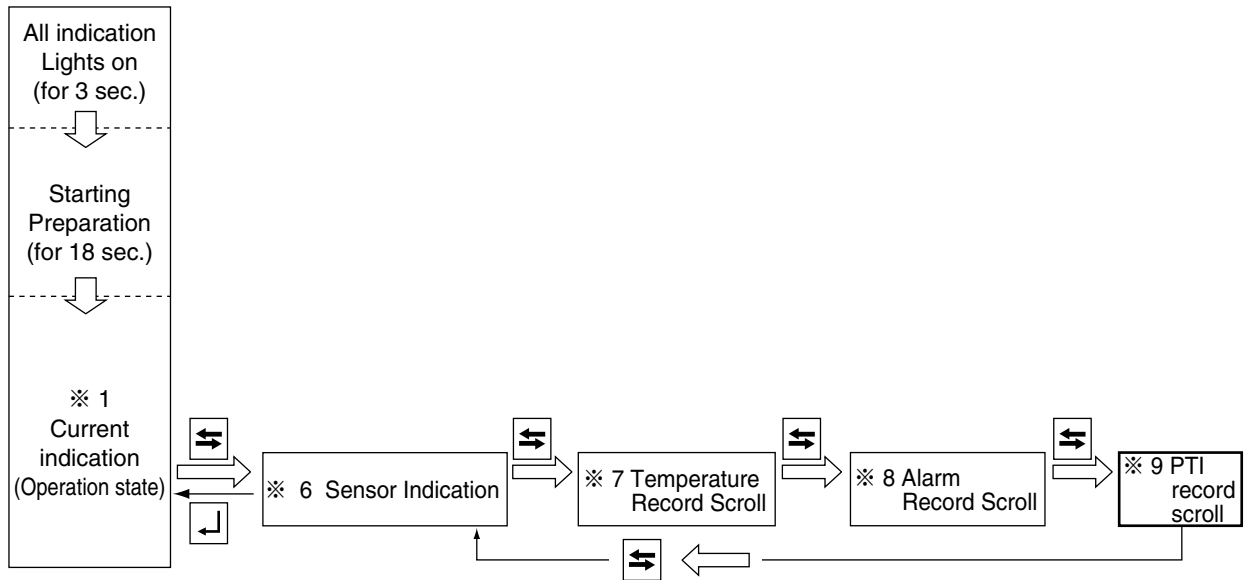 All indication
Lights on
(for 3 sec.)
Starting
Preparation
(for 18 sec.)
※ 1
Current
indication
(Operation state)
※ 6 Sensor Indication
※ 7 Temperature
Record Scroll
※ 8 Alarm
Record Scroll
※ 9 PTI
record
scroll